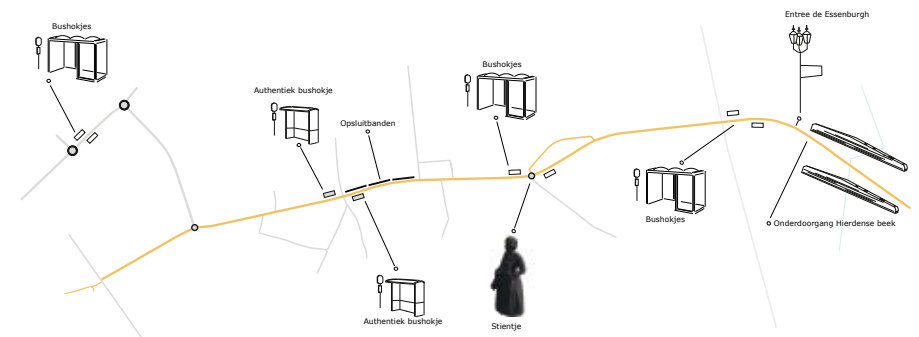 Entree de Essenburgh
Bushokjes
Bushokjes
Authentiek bushokje
Opsluitbanden
Bushokjes
Onderdoorgang Hierdense beek
Authentiek bushokje
Stientje